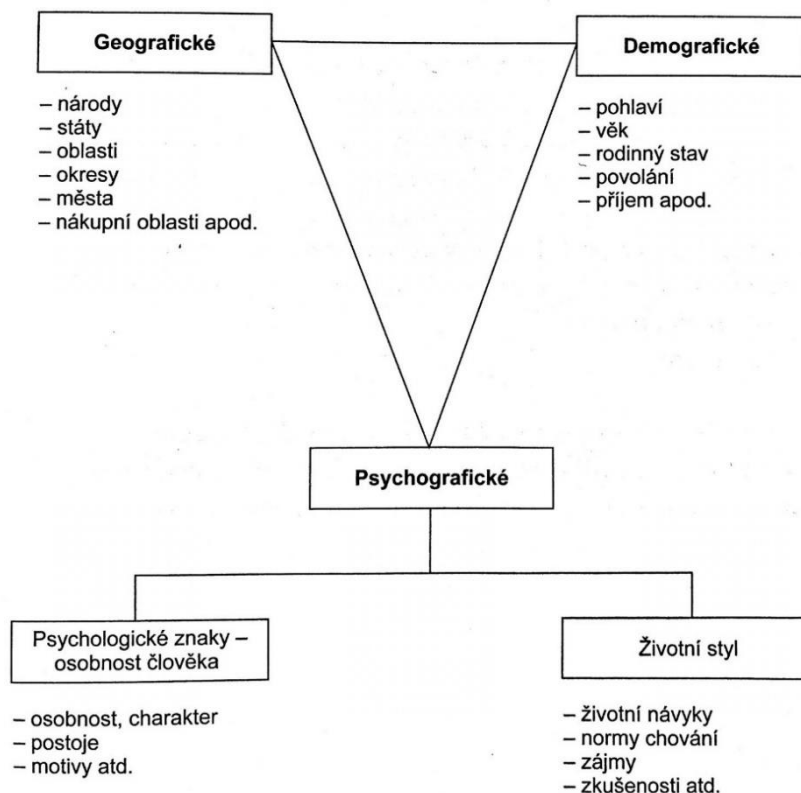 Geografické
– národy
– státy
– oblasti
– okresy
– města
– nákupní oblasti apod.
Demografické
– pohlaví
– věk
– rodinný stav
– povolání
– příjem apod.
Psychografické
Psychologické znaky –
osobnost člověka
– osobnost, charakter
– postoje
– motivy atd.
Životní styl
– životní návyky
– normy chování
– zájmy
– zkušenosti atd.